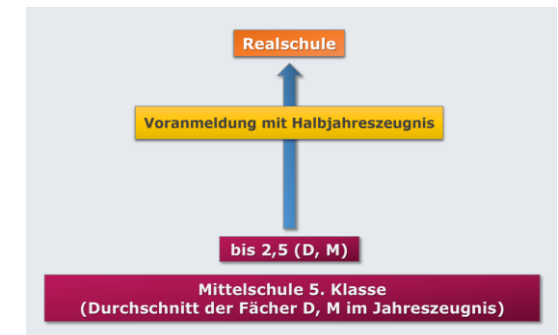 Realschule
Voranmeldung mit Halbjahreszeugnis
bis 2,5 (D, M)
Mittelschule 5. Klasse
(Durchschnitt der Fächer D, M im Jahreszeugnis)